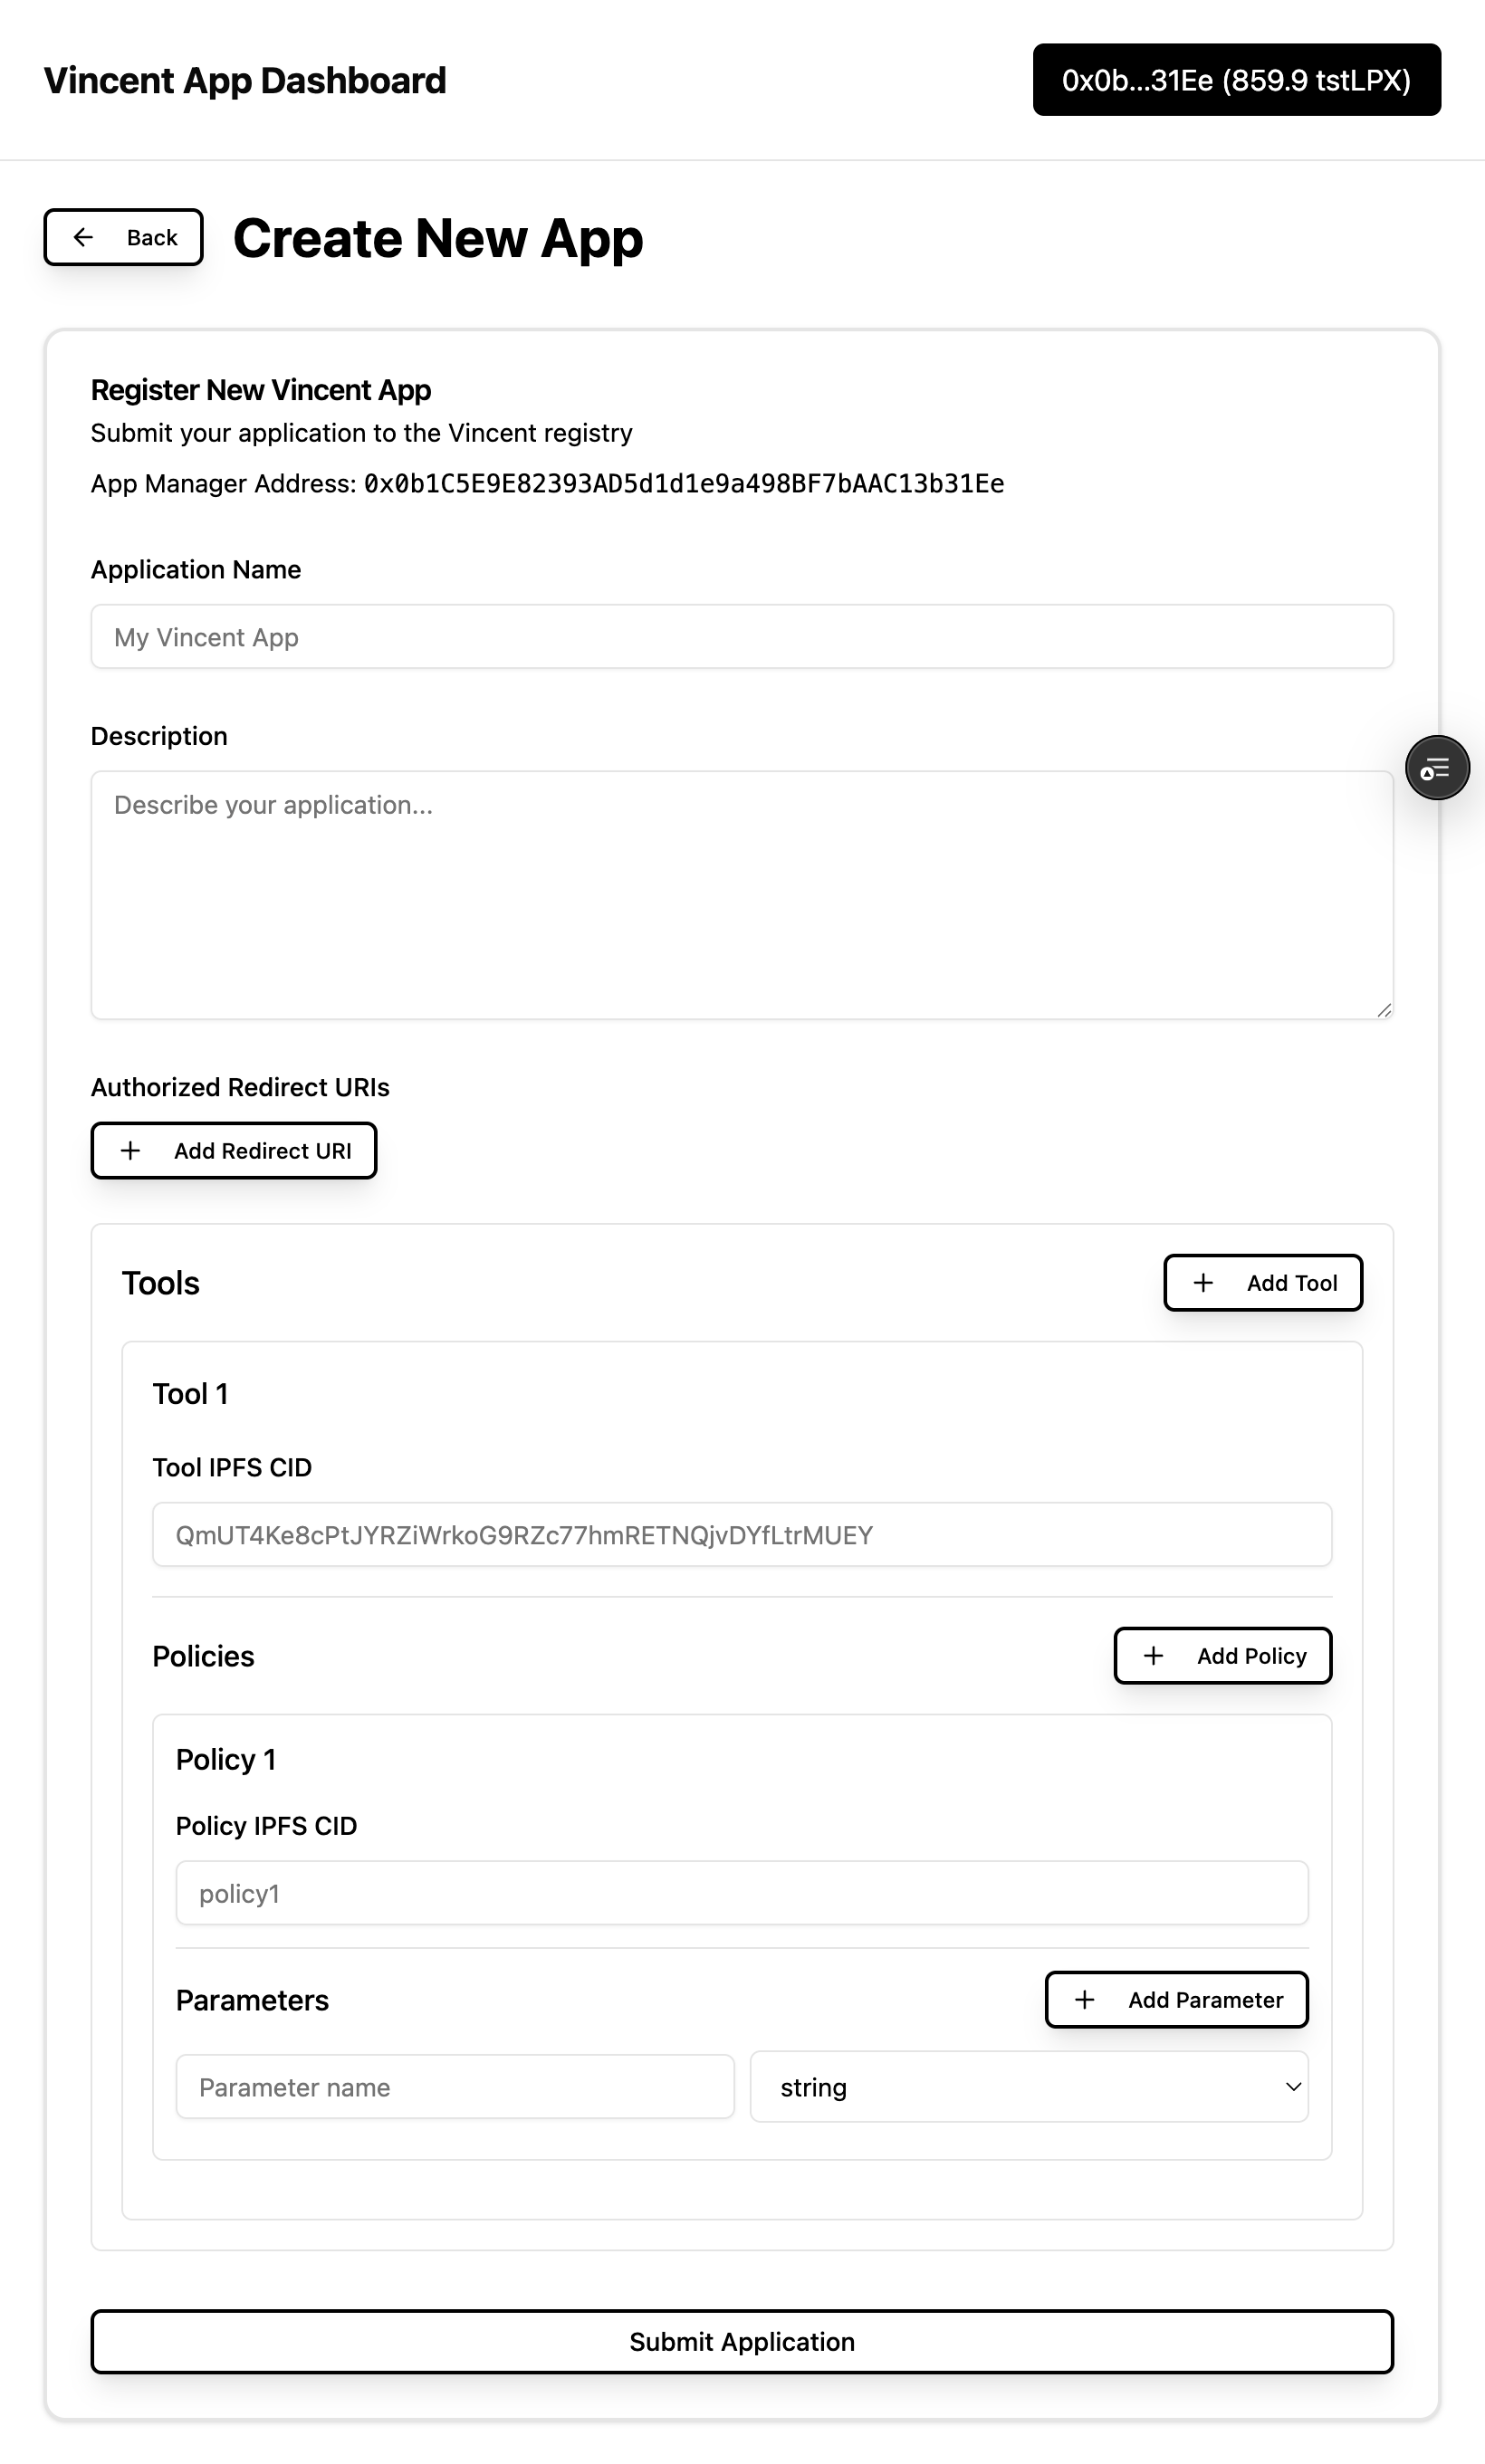 Vincent App Dashboard
0x0b...31Ee (859.9 tstLPX)
Back
Create New App
Register New Vincent App
Submit your application to the Vincent registry
App Manager Address: 0x0b1C5E9E82393AD5d1d1e9a498BF7bAAC13b31Ee
Application Name
My Vincent App
Description
Describe your application...
Authorized Redirect URIs
Add Redirect URI
Tools
Add Tool
Tool 1
Tool IPFS CID
QmUT4Ke8cPtJYRZiWrkoG9RZc77hmRETNQjvDYfLtrMUEY
Policies
Add Policy
Policy 1
Policy IPFS CID
policy1
Parameters
Add Parameter
Parameter name
string
Submit Application